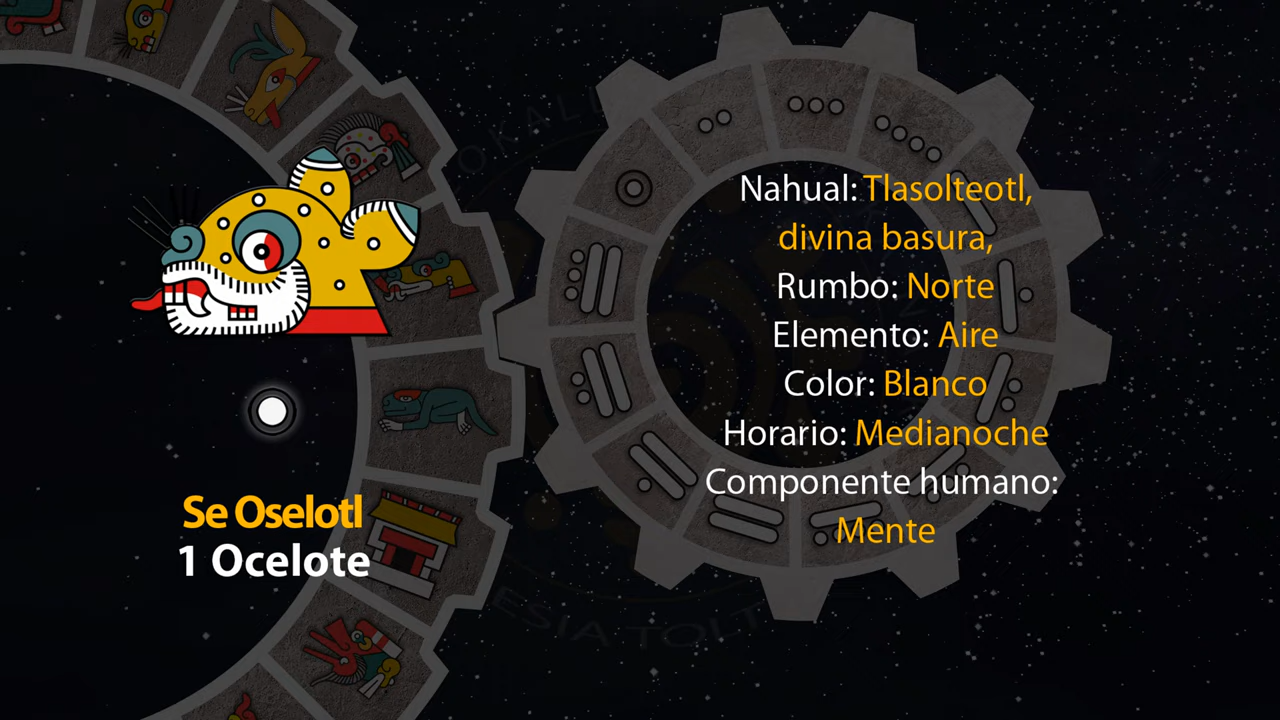 Se Oselotl
1 Ocelote
Nahual: Tlasolteotl,
divina basura,
Rumbo: Norte
Elemento: Aire
Color: Blanco
Horario: Medianoche
Componente humano:
Mente